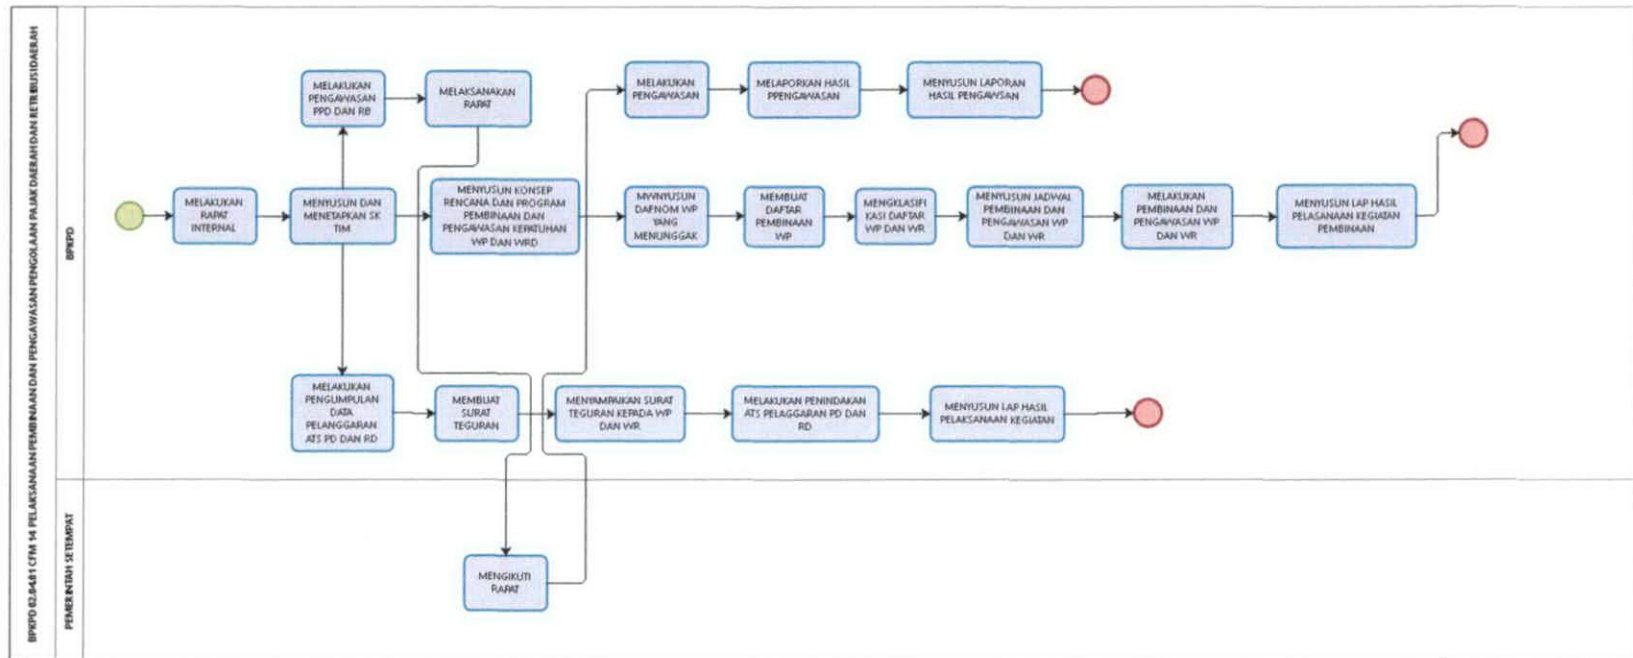 BPKPD 02.04.01 CFM 14 PELAKSANAAN PEMBINAAN DAN PENGAWASAN PENGOLAAN PAJAK DAERAH DAN RETRIBUSI DAERAH
BPKPD
MELAKUKAN
PENGAWASAN
PPD DAN RB
MELAKSANAKAN
RAPAT
MELAKUKAN
PENGAWASAN
MELAPORKAN HASIL
PPENGAWASAN
MENYUSUN LAPORAN
HASIL PENGAWSAN
MELAKUKAN
RAPAT
INTERNAL
MENYUSUN DAN
MENETAPKAN SK
TIM
MENYUSUN KONSEP
RENCANA DAN PROGRAM
PEMBINAAN DAN
PENGAWASAN KEPATUHAN
WP DAN WRD
MWNYUSUN
DAFNOM WP
YANG
MENUNGGAK
MEMBUAT
DAFTAR
PEMBINAAN
WP
MENGKLASIFI
KASI DAFTAR
WP DAN WR
MENYUSUN JADWAL
PEMBINAAN DAN
PENGAWASAN WP
DAN WR
MELAKUKAN
PEMBINAAN DAN
PENGAWASAN WP
DAN WR
MENYUSUN LAP HASIL
PELASANAAN KEGIATAN
PEMBINAAN
MELAKUKAN
PENGUMPULAN
DATA
PELANGGARAN
ATS PD DAN RD
MEMBUAT
SURAT
TEGURAN
MENYAMPAIKAN SURAT
TEGURAN KEPADA WP
DAN WR
MELAKUKAN PENINDAKAN
ATS PELAGGARAN PD DAN
RD
MENYUSUN LAP HASIL
PELAKSANAAN KEGIATAN
PEMERINTAH SETEMPAT
MENGIKUTI
RAPAT